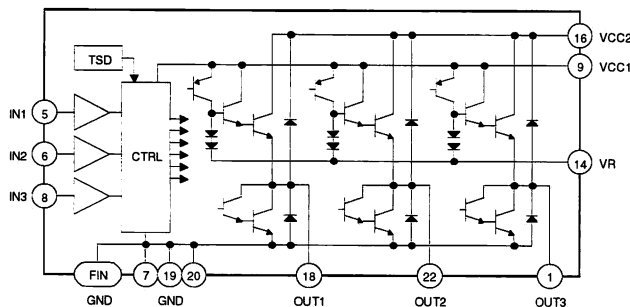 16 VCC2
TSD
9 VCC1
IN1 5
IN2 6
CTRL
14 VR
IN3 8
FIN 7 19 20 18 22 1
GND GND OUT1 OUT2 OUT3